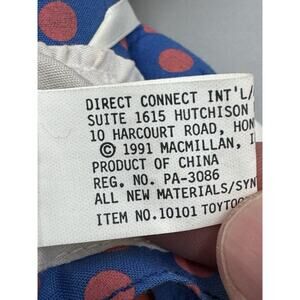 DIRECT CONNECT INT'L/
SUITE 1615 HUTCHISON
10 HARCOURT ROAD, HON
© 1991 MACMILLAN, I
PRODUCT OF CHINA
REG. NO. PA-3086
ALL NEW MATERIALS/SYN
ITEM NO.10101 TOYTO